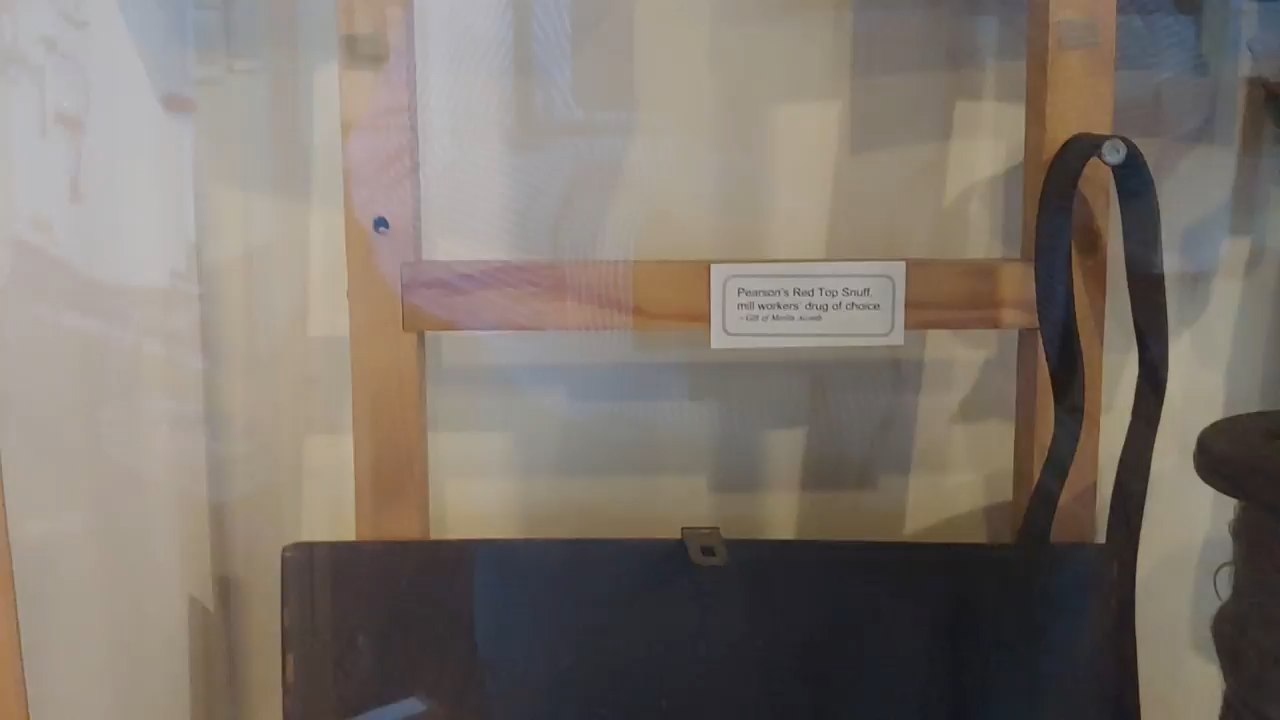 Pearson's Red Top Snuff,
mill workers' drug of choice.
- Gift of